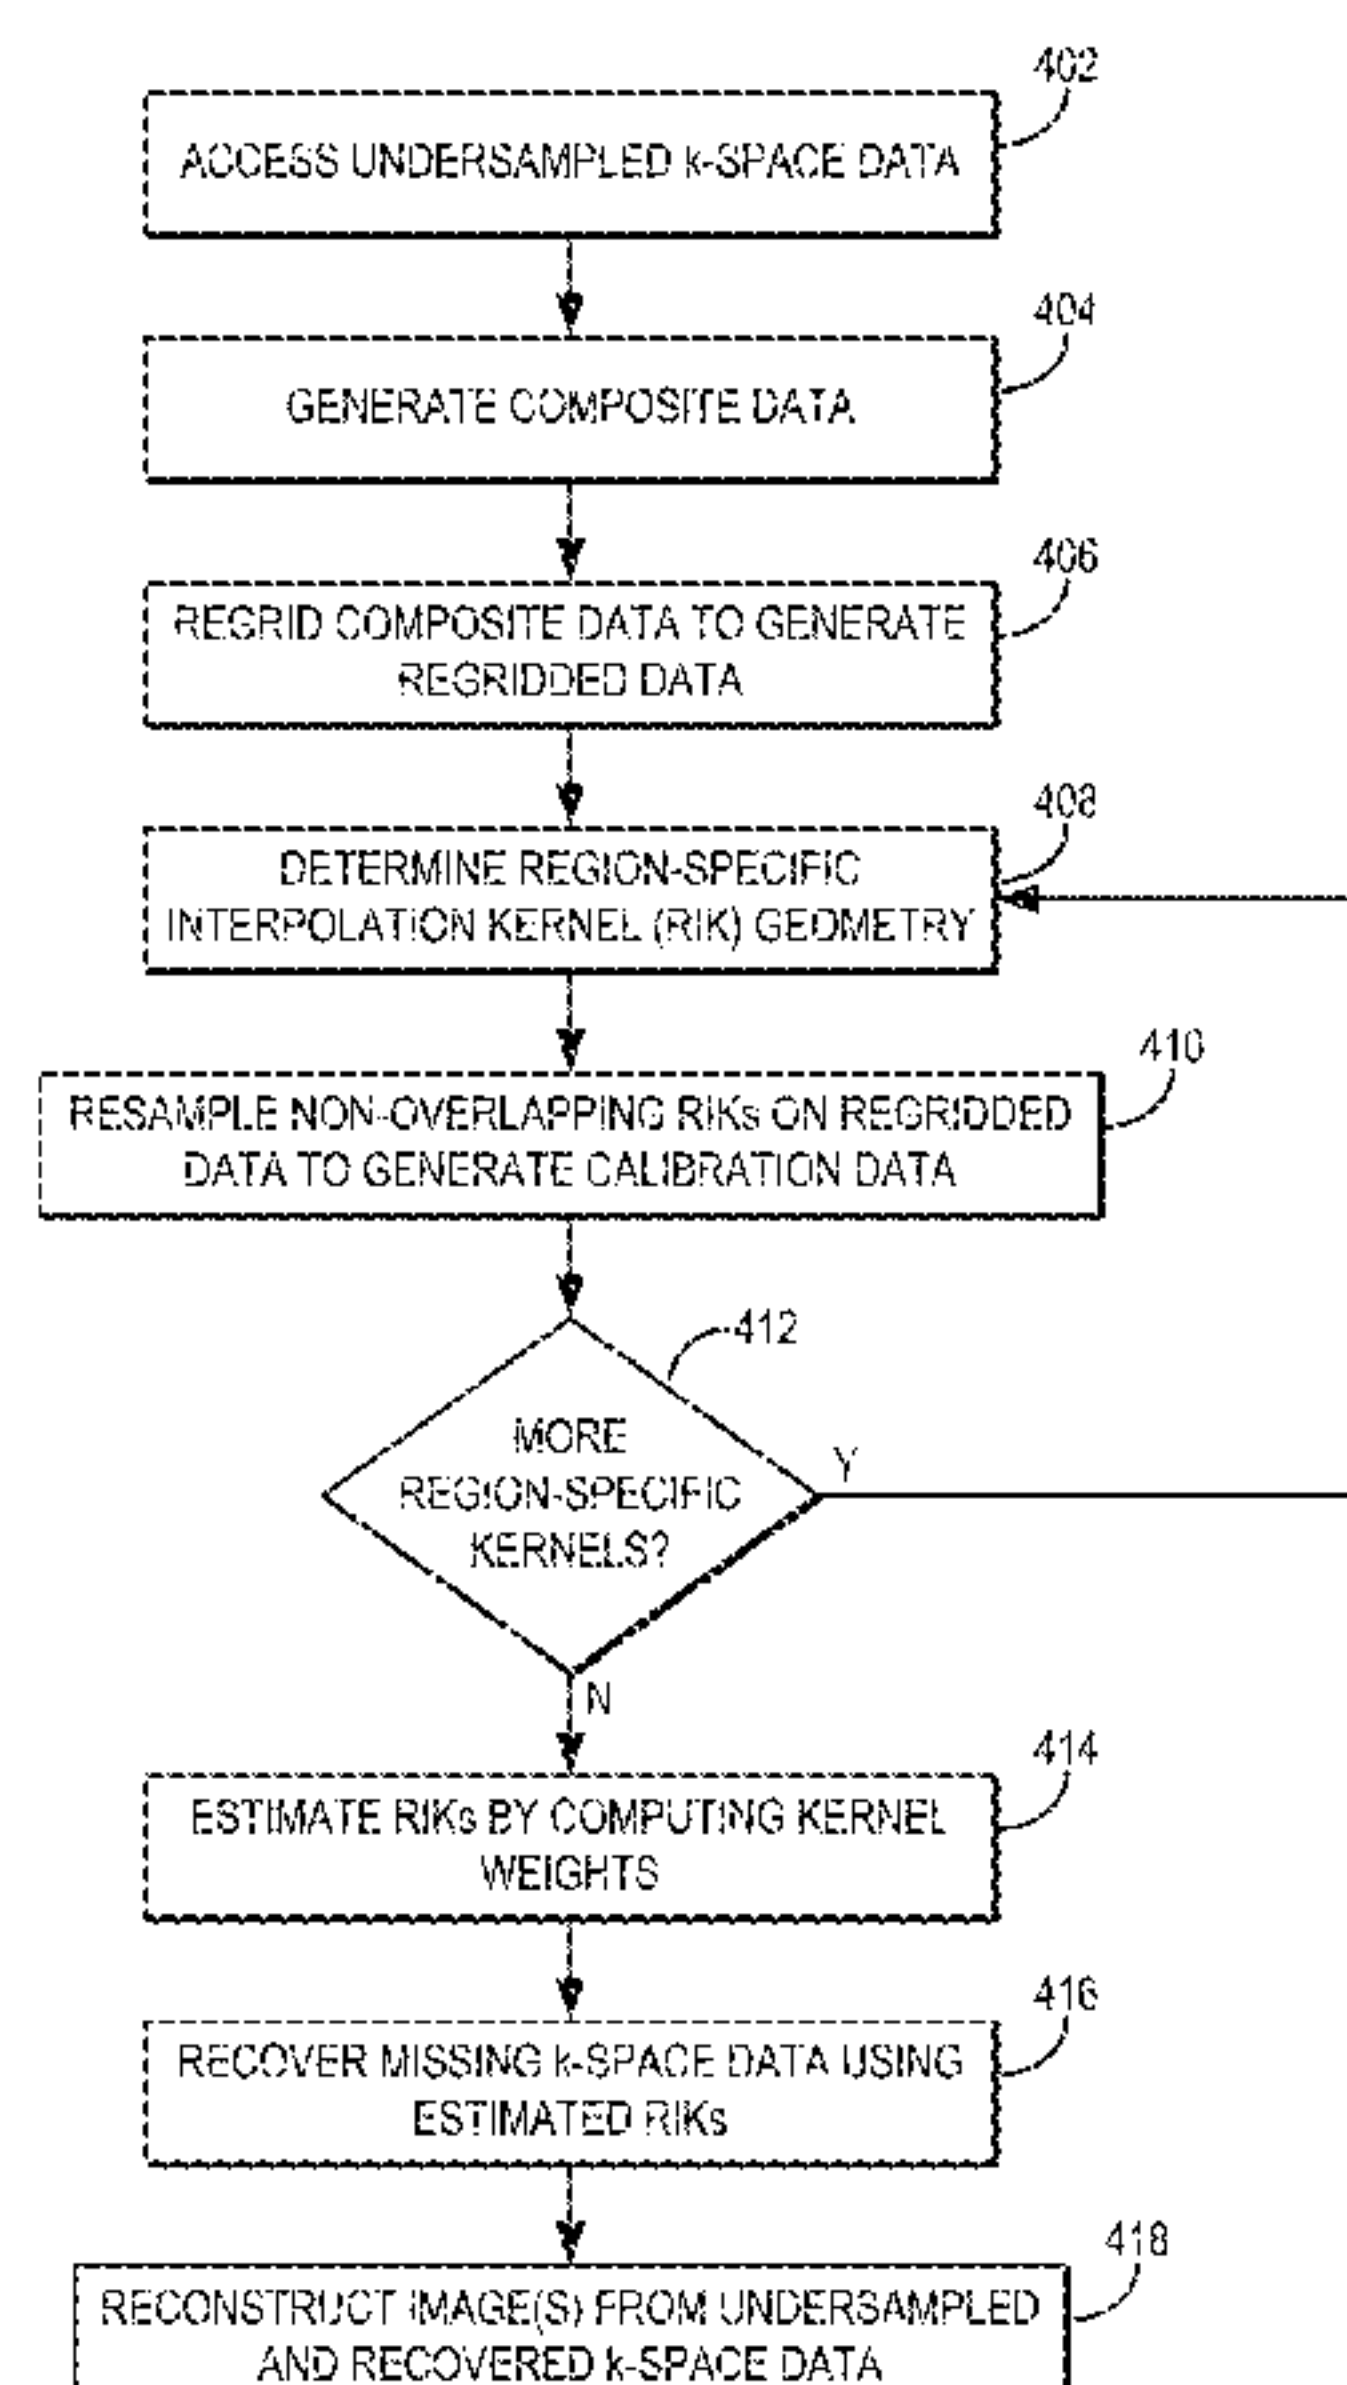 402
ACCESS UNDERSAMPLED k-SPACE DATA
404
GENERATE COMPOSITE DATA
406
REGRID COMPOSITE DATA TO GENERATE
REGRIDDED DATA
408
DETERMINE REGION-SPECIFIC
INTERPOLATION KERNEL (RIK) GEOMETRY
410
RESAMPLE NON-OVERLAPPING RIKs ON REGRIDDED
DATA TO GENERATE CALIBRATION DATA
412
MORE
REGION-SPECIFIC
KERNELS?
Y
N
414
ESTIMATE RIKs BY COMPUTING KERNEL
WEIGHTS
416
RECOVER MISSING k-SPACE DATA USING
ESTIMATED RIKs
418
RECONSTRUCT IMAGE(S) FROM UNDERSAMPLED
AND RECOVERED k-SPACE DATA